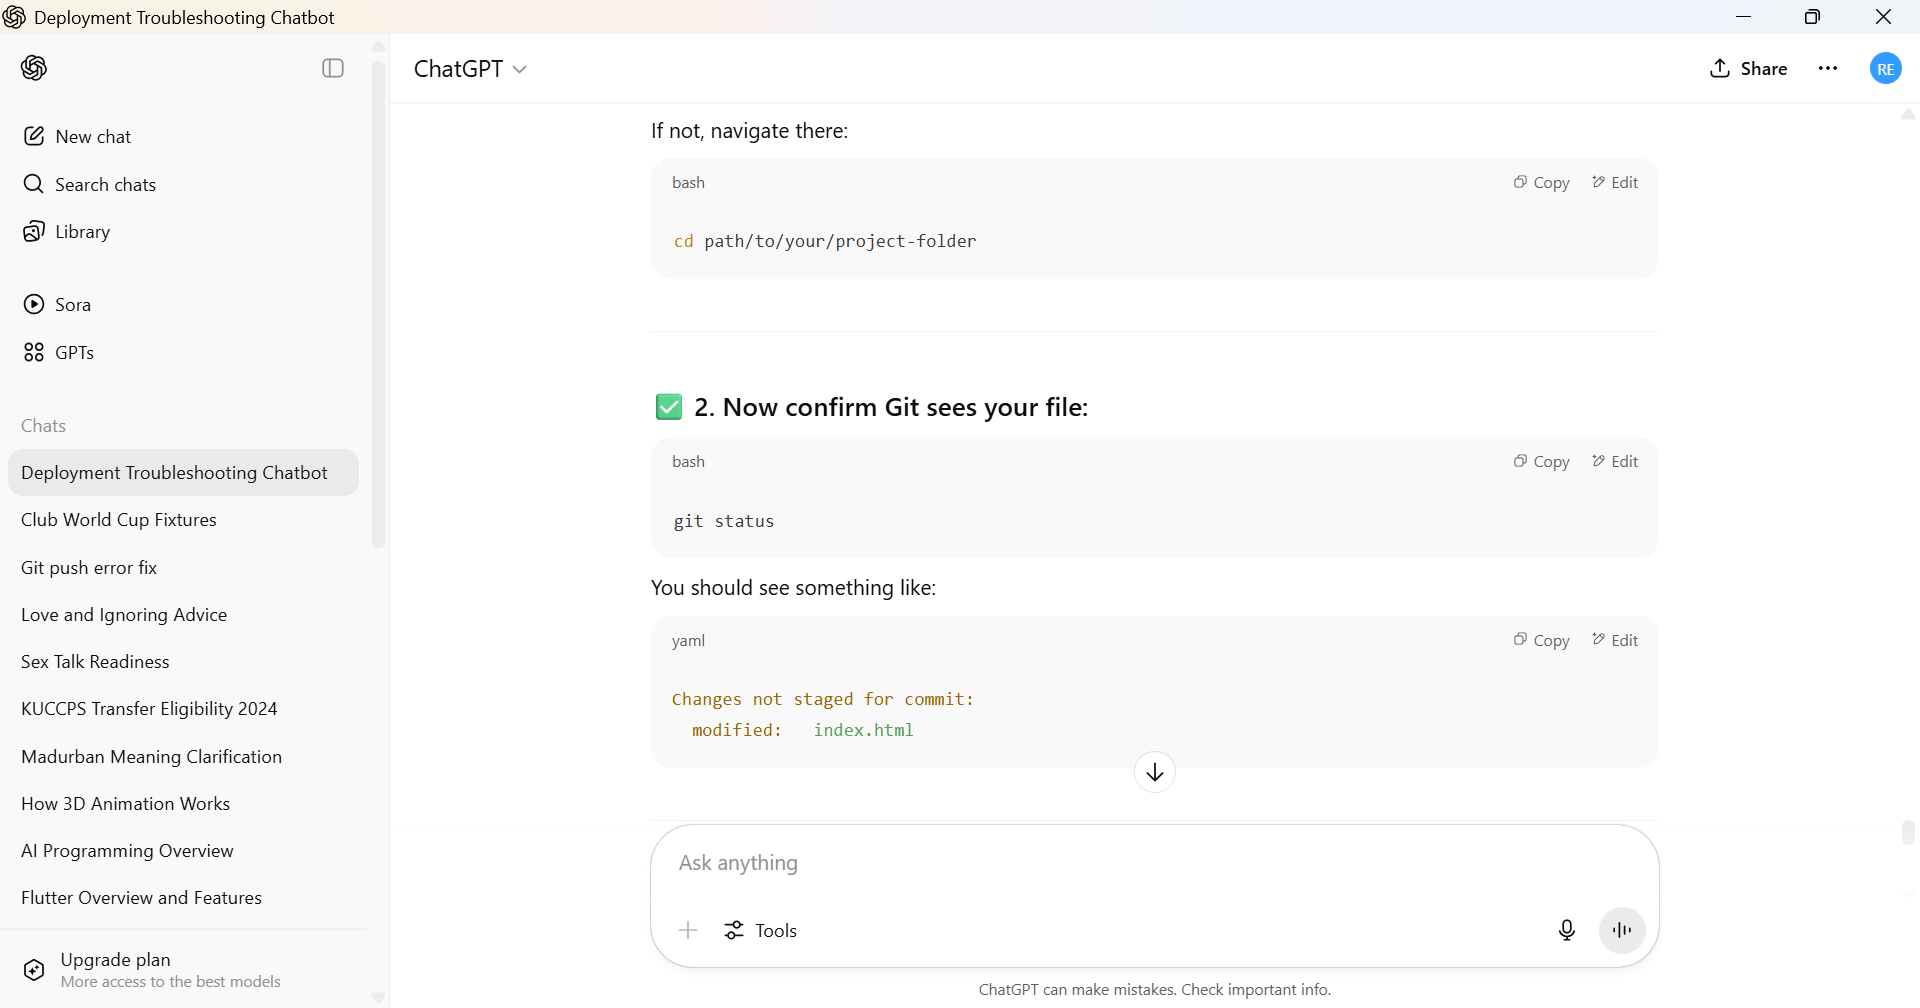 Deployment Troubleshooting Chatbot
ChatGPT
Share
RE
New chat
Search chats
Library
Sora
GPTs
Chats
Deployment Troubleshooting Chatbot
Club World Cup Fixtures
Git push error fix
Love and Ignoring Advice
Sex Talk Readiness
KUCCPS Transfer Eligibility 2024
Madurban Meaning Clarification
How 3D Animation Works
AI Programming Overview
Flutter Overview and Features
Upgrade plan
More access to the best models
If not, navigate there:
bash Copy Edit
cd path/to/your/project-folder
2. Now confirm Git sees your file:
bash Copy Edit
git status
You should see something like:
yaml Copy Edit
Changes not staged for commit:
modified: index.html
Ask anything
Tools
ChatGPT can make mistakes. Check important info.